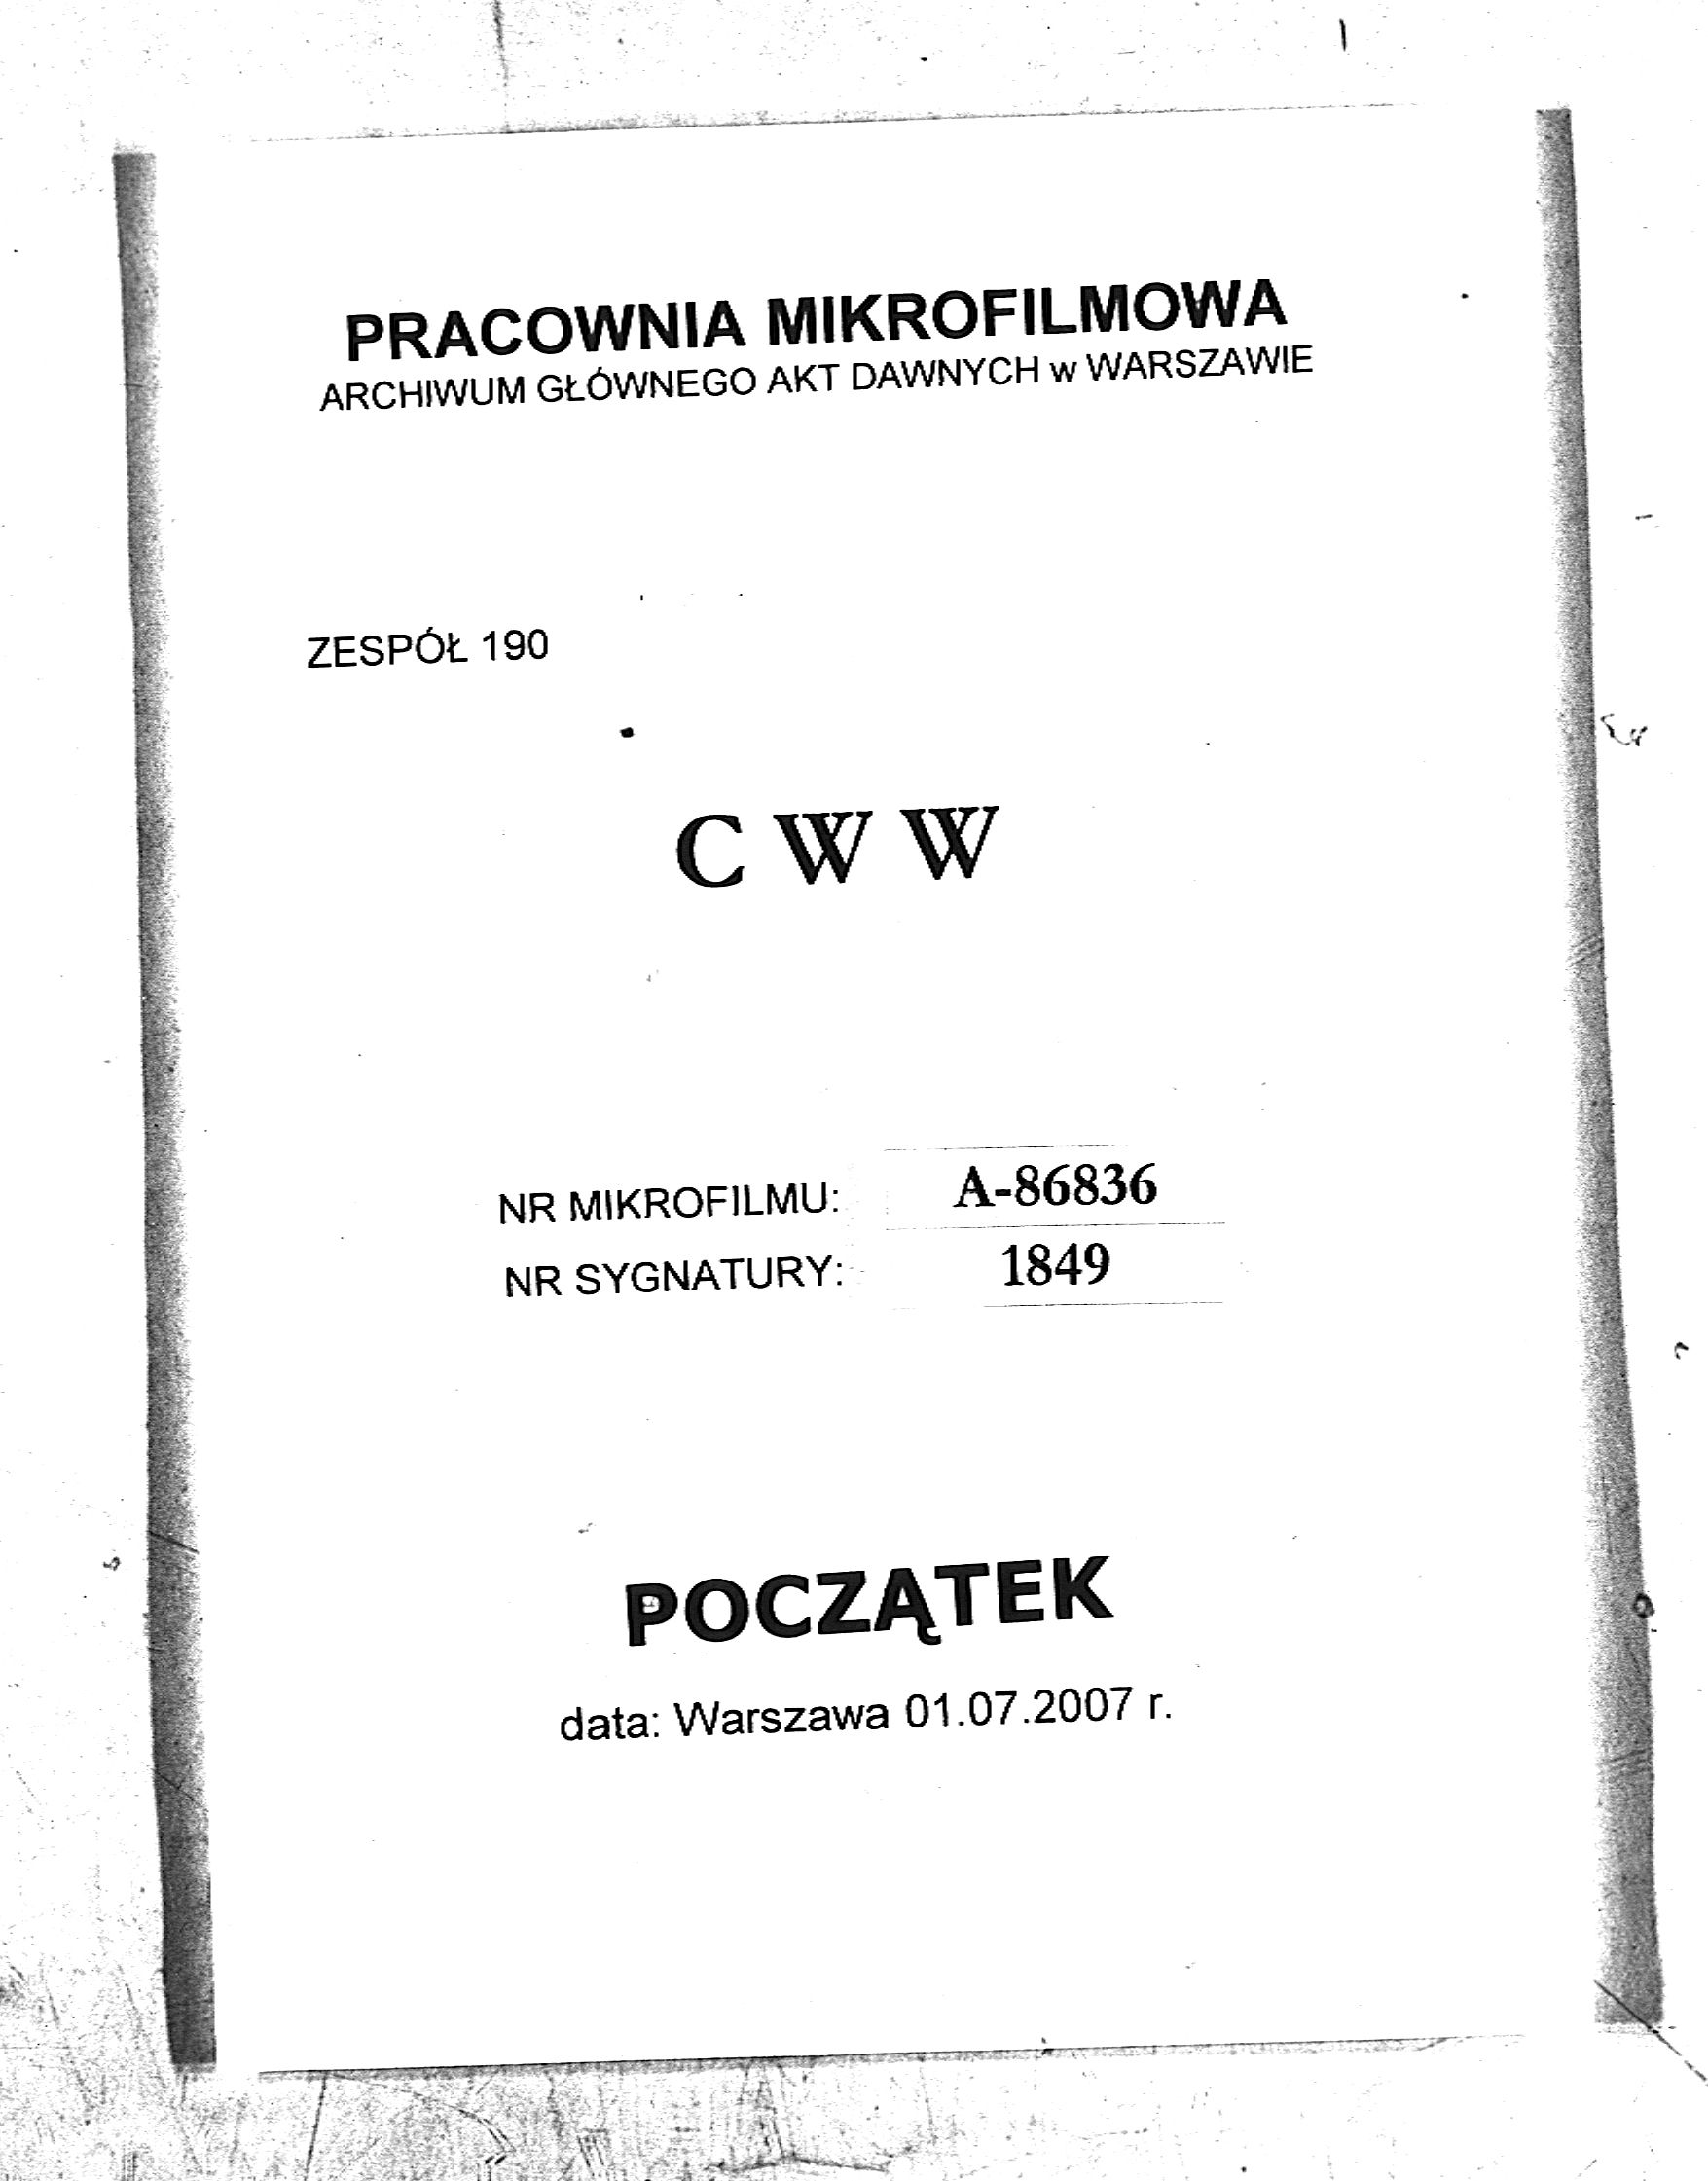 PRACOWNIA MIKROFILMOWA
ARCHIWUM GŁÓWNEGO AKT DAWNYCH w WARSZAWIE
ZESPÓŁ 190
C W W
NR MIKROFILMU: A-86836
NR SYGNATURY: 1849
POCZĄTEK
data: Warszawa 01.07.2007 r.